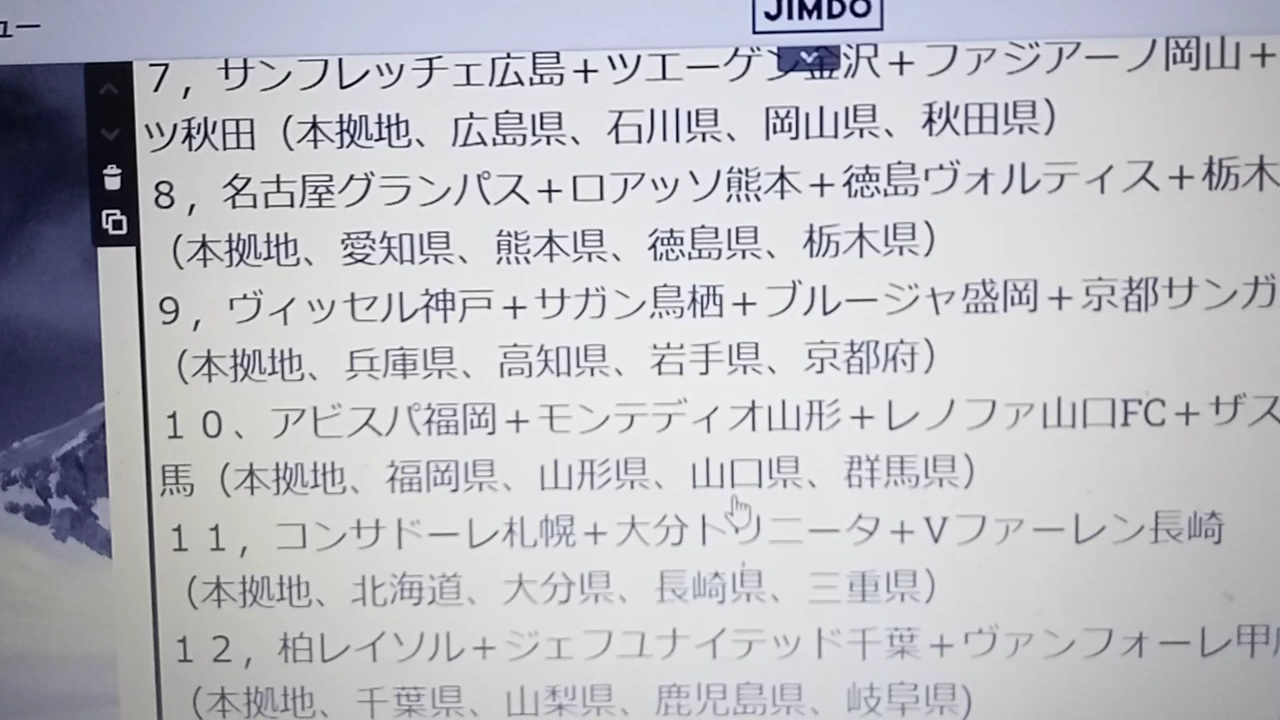 ュー
JIMDO
7，サンフレッチェ広島＋ツエーゲン金沢＋ファジアーノ岡山＋
ツ秋田（本拠地、広島県、石川県、岡山県、秋田県）
8，名古屋グランパス＋ロアッソ熊本＋徳島ヴォルティス＋栃木
（本拠地、愛知県、熊本県、徳島県、栃木県）
9，ヴィッセル神戸＋サガン鳥栖＋ブルージャ盛岡＋京都サンガ
（本拠地、兵庫県、高知県、岩手県、京都府）
１０、アビスパ福岡＋モンテディオ山形＋レノファ山口FC＋ザス
馬（本拠地、福岡県、山形県、山口県、群馬県）
１１，コンサドーレ札幌＋大分トリニータ＋Vファーレン長崎
（本拠地、北海道、大分県、長崎県、三重県）
１２，柏レイソル＋ジェフユナイテッド千葉＋ヴァンフォーレ甲
（本拠地、千葉県、山梨県、鹿児島県、岐阜県）